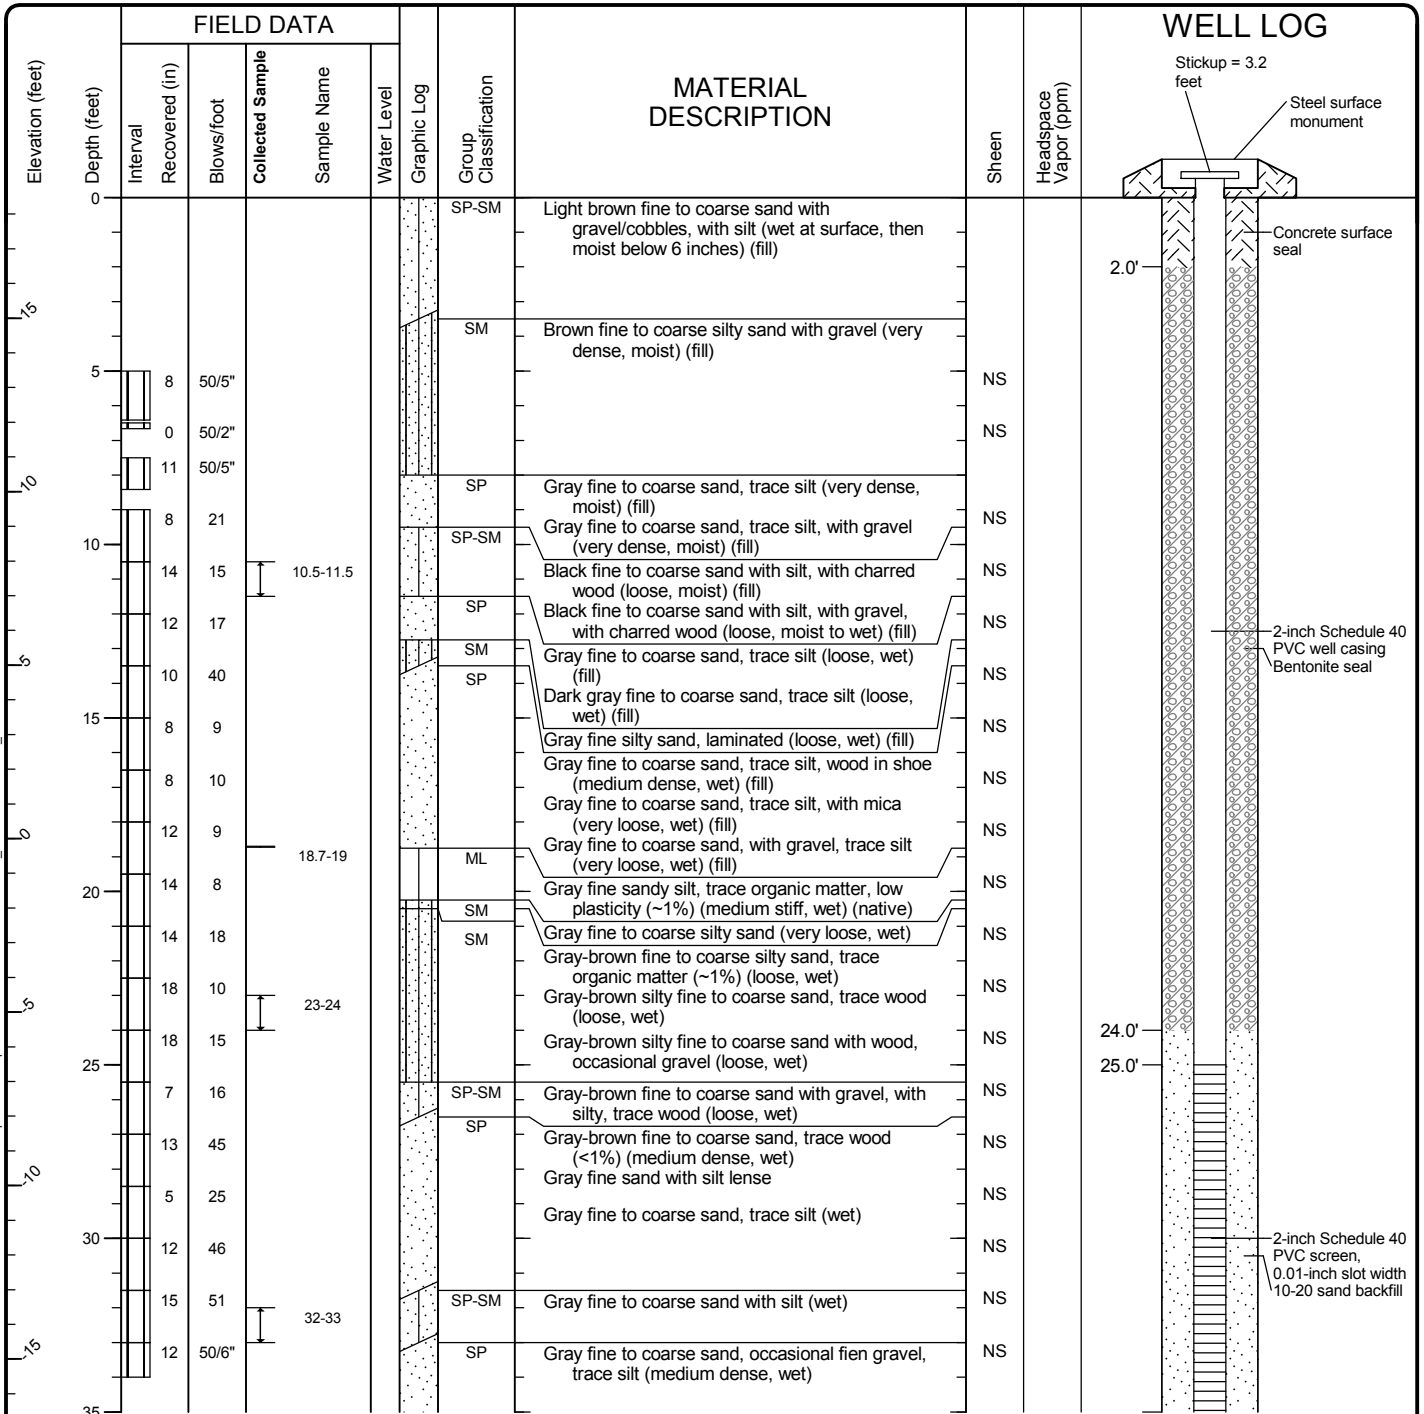 FIELD DATA
WELL LOG
Elevation (feet)
Depth (feet)
Interval
Recovered (in)
Blows/foot
Collected Sample
Sample Name
Water Level
Graphic Log
Group
Classification
MATERIAL
DESCRIPTION
Sheen
Headspace
Vapor (ppm)
Stickup = 3.2
feet
Steel surface
monument
0
SP-SM
Light brown fine to coarse sand with
gravel/cobbles, with silt (wet at surface, then
moist below 6 inches) (fill)
Concrete surface
seal
2.0'
15
SM
Brown fine to coarse silty sand with gravel (very
dense, moist) (fill)
5
8 50/5" NS
0 50/2" NS
11 50/5"
10
SP
Gray fine to coarse sand, trace silt (very dense,
moist) (fill)
8 21 NS
Gray fine to coarse sand, trace silt, with gravel
(very dense, moist) (fill)
10
SP-SM
14 15 10.5-11.5 NS
Black fine to coarse sand with silt, with charred
wood (loose, moist) (fill)
SP
Black fine to coarse sand with silt, with gravel,
with charred wood (loose, moist to wet) (fill)
12 17 NS
2-inch Schedule 40
PVC well casing
Bentonite seal
5
SM
Gray fine to coarse sand, trace silt (loose, wet)
(fill)
10 40 NS
SP
Dark gray fine to coarse sand, trace silt (loose,
wet) (fill)
15
8 9 NS
Gray fine silty sand, laminated (loose, wet) (fill)
Gray fine to coarse sand, trace silt, wood in shoe
(medium dense, wet) (fill)
8 10 NS
Gray fine to coarse sand, trace silt, with mica
(very loose, wet) (fill)
0
12 9 NS
Gray fine to coarse sand, with gravel, trace silt
(very loose, wet) (fill)
18.7-19
ML
14 8 NS
20
Gray fine sandy silt, trace organic matter, low
plasticity (~1%) (medium stiff, wet) (native)
SM
Gray fine to coarse silty sand (very loose, wet)
14 18 NS
SM
Gray-brown fine to coarse silty sand, trace
organic matter (~1%) (loose, wet)
18 10 NS
-5
23-24
Gray-brown silty fine to coarse sand, trace wood
(loose, wet)
24.0'
18 15 NS
Gray-brown silty fine to coarse sand with wood,
occasional gravel (loose, wet)
25
25.0'
7 16 NS
SP-SM
Gray-brown fine to coarse sand with gravel, with
silty, trace wood (loose, wet)
SP
Gray-brown fine to coarse sand, trace wood
(<1%) (medium dense, wet)
13 45 NS
-10
Gray fine sand with silt lense
5 25 NS
Gray fine to coarse sand, trace silt (wet)
30
12 46 NS
2-inch Schedule 40
PVC screen,
0.01-inch slot width
10-20 sand backfill
15 51 NS
SP-SM
Gray fine to coarse sand with silt (wet)
32-33
-15
12 50/6" NS
SP
Gray fine to coarse sand, occasional fien gravel,
trace silt (medium dense, wet)
35